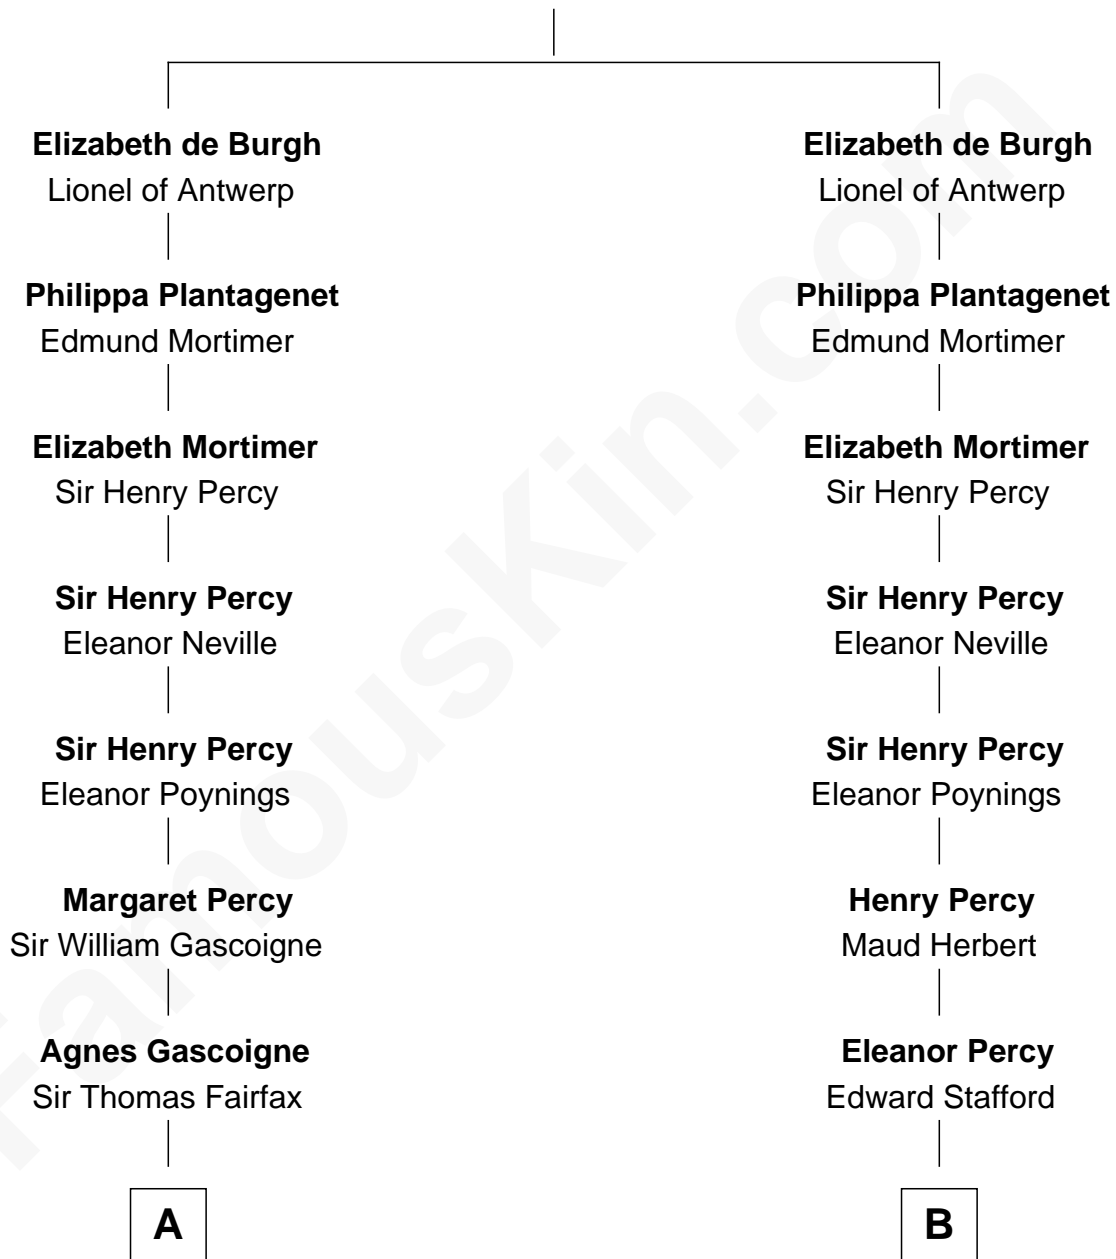 Elizabeth de Burgh
Lionel of Antwerp
Philippa Plantagenet
Edmund Mortimer
Elizabeth Mortimer
Sir Henry Percy
Sir Henry Percy
Eleanor Neville
Sir Henry Percy
Eleanor Poynings
Margaret Percy
Sir William Gascoigne
Agnes Gascoigne
Sir Thomas Fairfax
A
Elizabeth de Burgh
Lionel of Antwerp
Philippa Plantagenet
Edmund Mortimer
Elizabeth Mortimer
Sir Henry Percy
Sir Henry Percy
Eleanor Neville
Sir Henry Percy
Eleanor Poynings
Henry Percy
Maud Herbert
Eleanor Percy
Edward Stafford
B
FamousKin.com